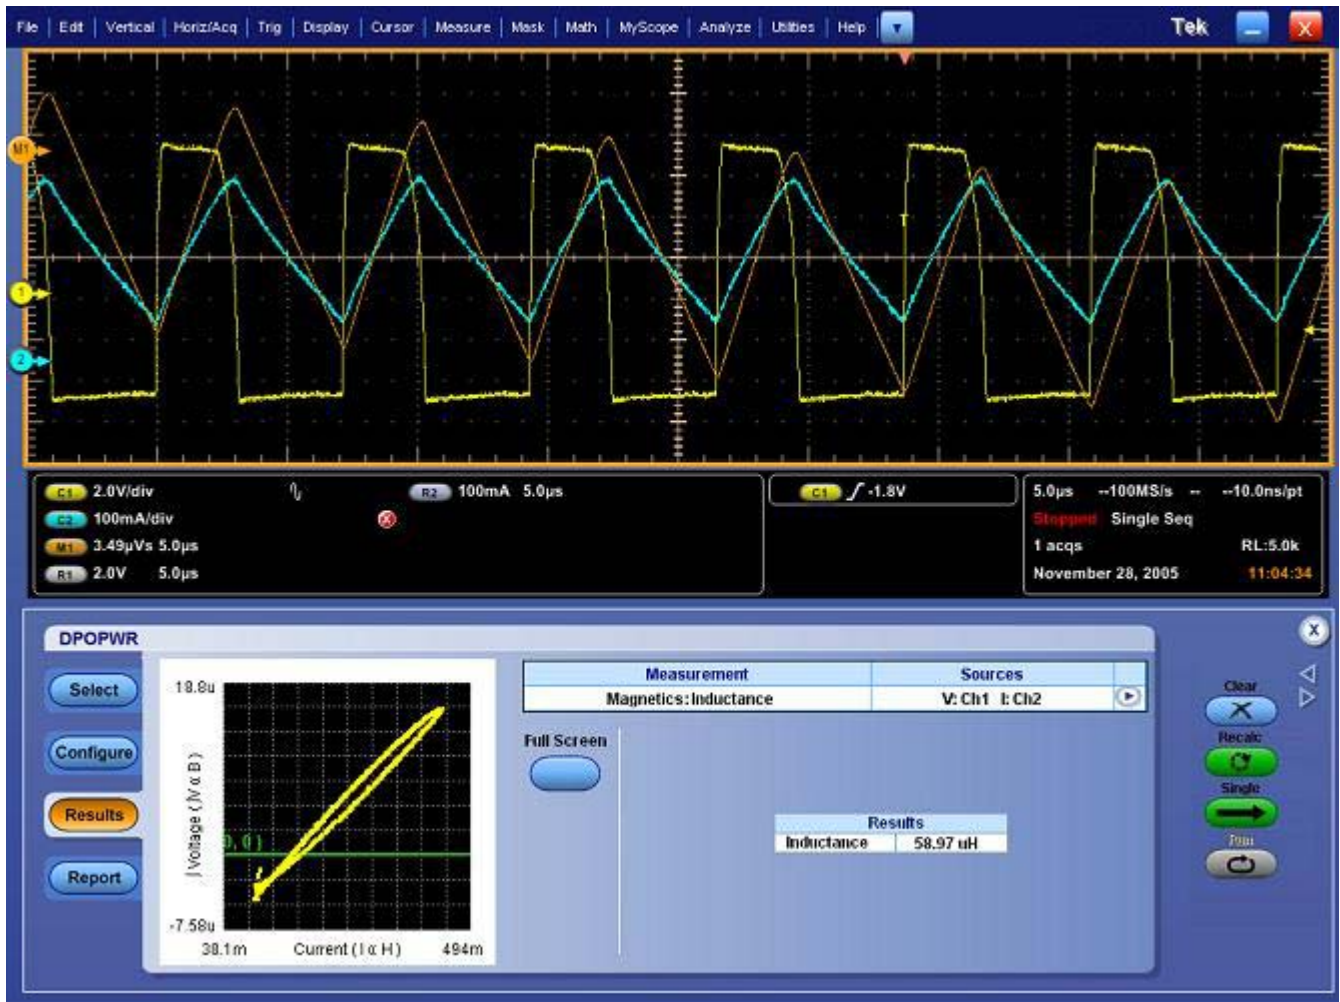 File | Edit | Vertical | Horiz/Acq | Trig | Display | Cursor | Measure | Mask | Math | MyScope | Analyze | Utilities | Help
Tek
X
M1
1
2
T
C1 2.0V/div
C2 100mA/div
M1 3.49µVs 5.0µs
R1 2.0V 5.0µs
R2 100mA 5.0µs
C1 -1.8V
5.0µs --100MS/s -- --10.0ns/pt
Stopped Single Seq
1 acqs RL:5.0k
November 28, 2005 11:04:34
DPOPWR
X
Select
Configure
Results
Report
18.8u
∫ Voltage ( ∫V α B )
0, 0 )
-7.58u
38.1m Current ( I α H ) 494m
Measurement Sources
Magnetics:Inductance V: Ch1 I: Ch2
Full Screen
Results
Inductance 58.97 uH
Clear
Recalc
Single